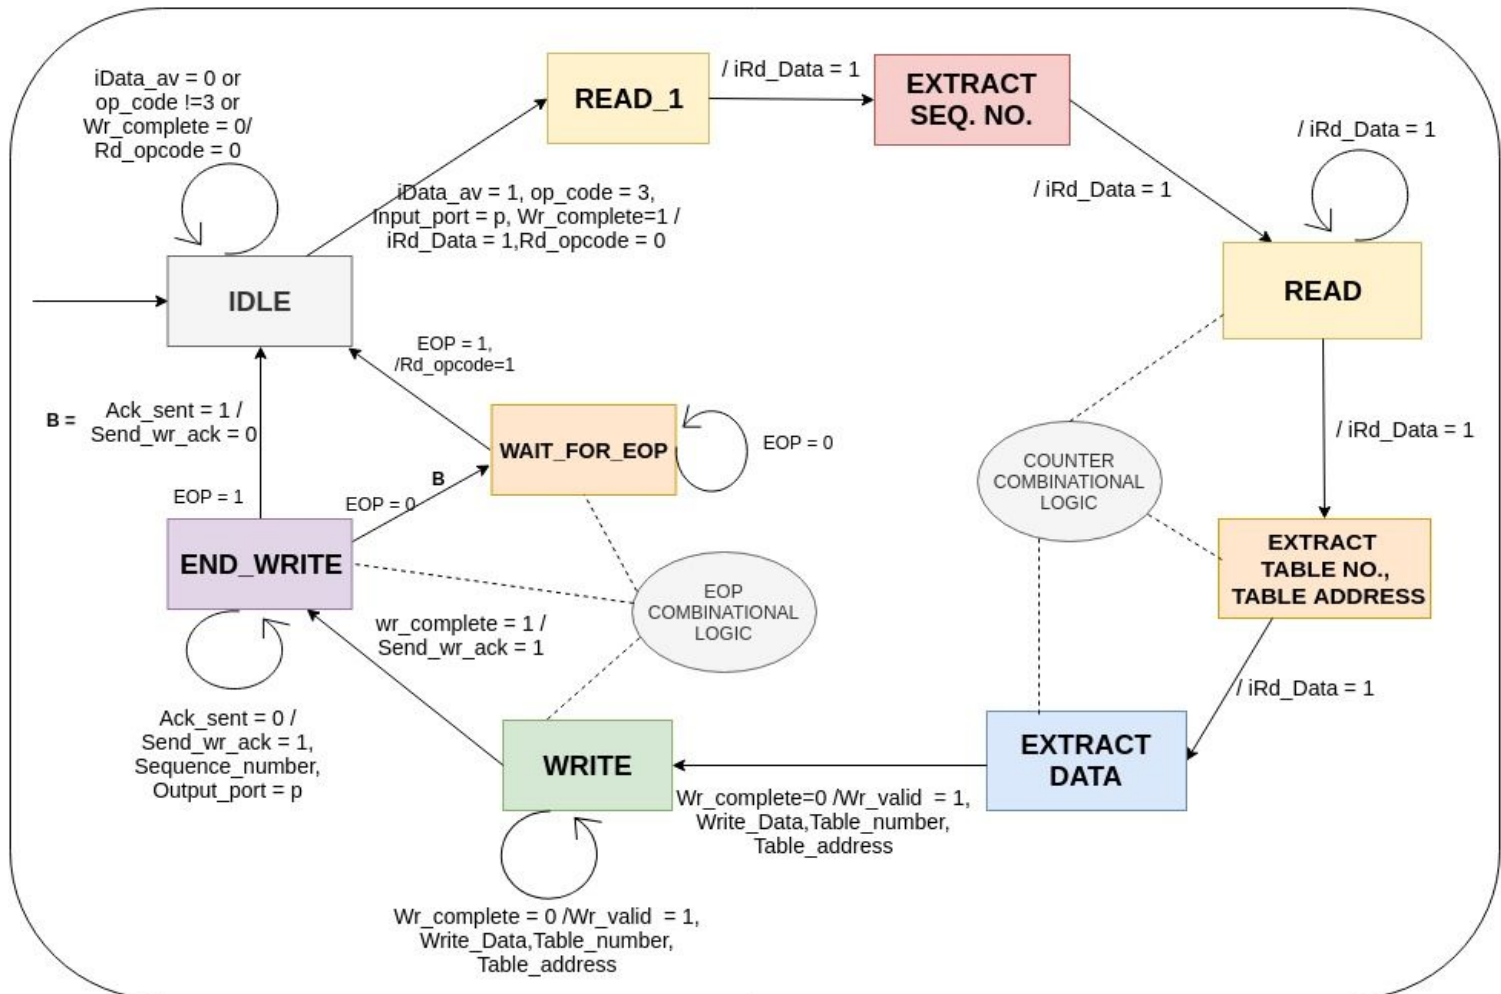 iData_av = 0 or
op_code !=3 or
Wr_complete = 0/
Rd_opcode = 0
READ_1
/ iRd_Data = 1
EXTRACT
SEQ. NO.
/ iRd_Data = 1
/ iRd_Data = 1
iData_av = 1, op_code = 3,
Input_port = p, Wr_complete=1 /
iRd_Data = 1,Rd_opcode = 0
IDLE
READ
EOP = 1,
/Rd_opcode=1
B =
Ack_sent = 1 /
Send_wr_ack = 0
WAIT_FOR_EOP
EOP = 0
/ iRd_Data = 1
COUNTER
COMBINATIONAL
LOGIC
B
EOP = 1
EOP = 0
END_WRITE
EXTRACT
TABLE NO.,
TABLE ADDRESS
EOP
COMBINATIONAL
LOGIC
wr_complete = 1 /
Send_wr_ack = 1
/ iRd_Data = 1
Ack_sent = 0 /
Send_wr_ack = 1,
Sequence_number,
Output_port = p
WRITE
EXTRACT
DATA
Wr_complete=0 /Wr_valid = 1,
Write_Data,Table_number,
Table_address
Wr_complete = 0 /Wr_valid = 1,
Write_Data,Table_number,
Table_address